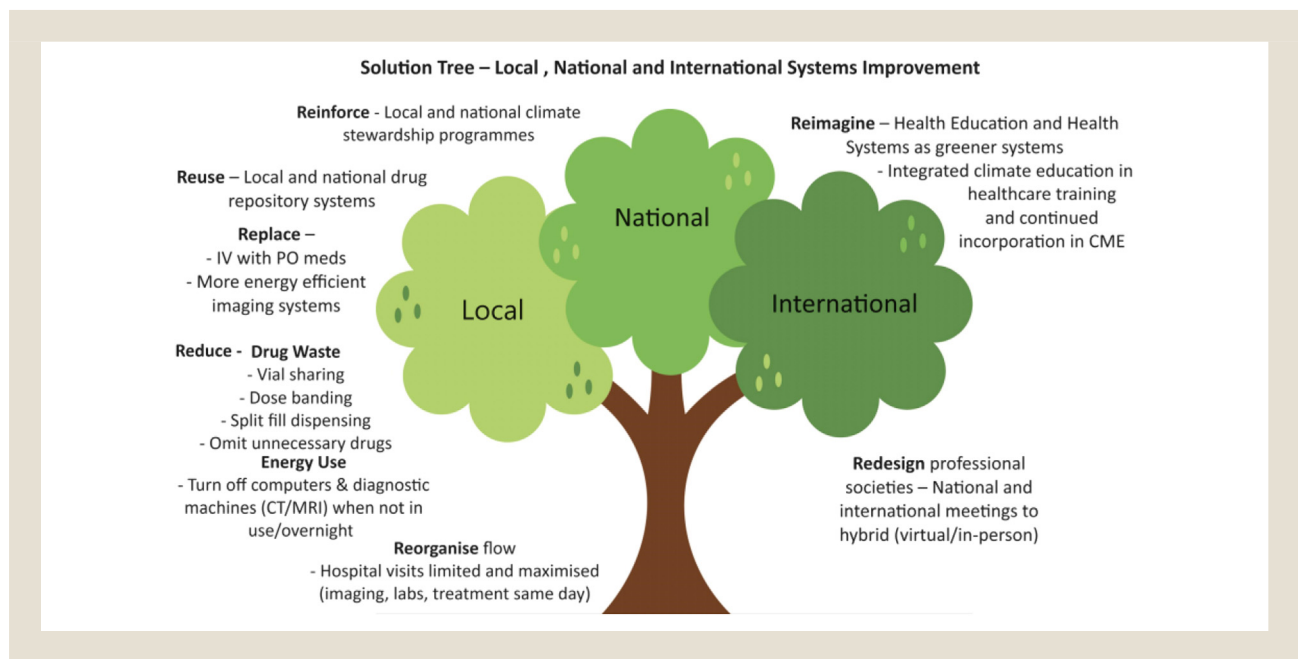 Solution Tree – Local , National and International Systems Improvement
Reinforce - Local and national climate
stewardship programmes
Reuse – Local and national drug
repository systems
Replace –
- IV with PO meds
- More energy efficient
imaging systems
Reduce - Drug Waste
- Vial sharing
- Dose banding
- Split fill dispensing
- Omit unnecessary drugs
Energy Use
- Turn off computers & diagnostic
machines (CT/MRI) when not in
use/overnight
Reorganise flow
- Hospital visits limited and maximised
(imaging, labs, treatment same day)
Local
National
International
Reimagine – Health Education and Health
Systems as greener systems
- Integrated climate education in
healthcare training
and continued
incorporation in CME
Redesign professional
societies – National and
international meetings to
hybrid (virtual/in-person)